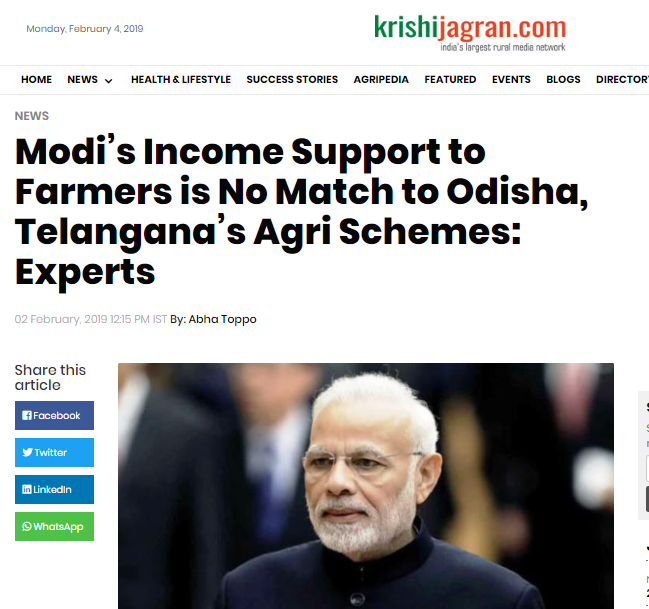 Monday, February 4, 2019
krishijagran.com
india's largest rural media network
HOME NEWS HEALTH & LIFESTYLE SUCCESS STORIES AGRIPEDIA FEATURED EVENTS BLOGS DIRECTOR
NEWS
Modi's Income Support to
Farmers is No Match to Odisha,
Telangana's Agri Schemes:
Experts
02 February, 2019 12:15 PM IST By: Abha Toppo
Share this
article
Facebook
Twitter
LinkedIn
WhatsApp